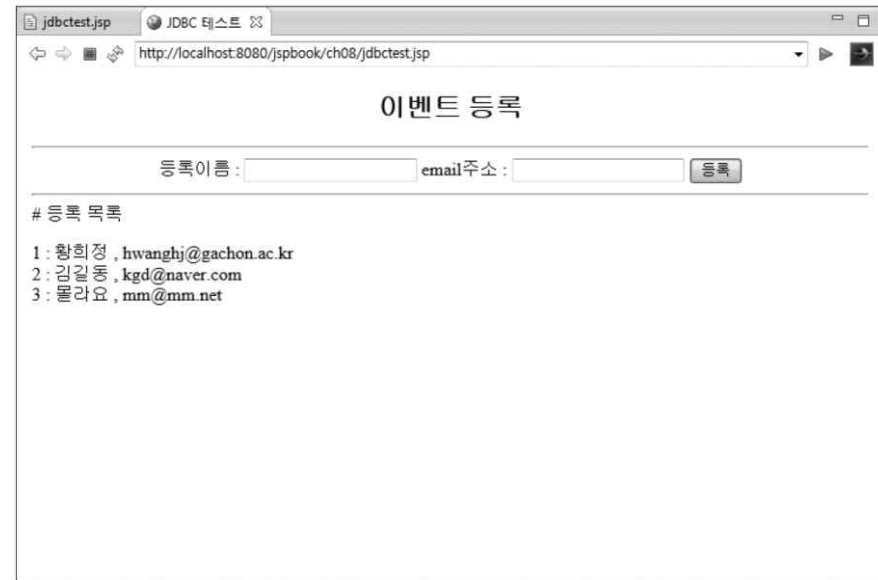 jdbctest.jsp JDBC 테스트
http://localhost:8080/jspbook/ch08/jdbctest.jsp
이벤트 등록
등록이름 : email주소 : 등록
# 등록 목록
1 : 황희정 , hwanghj@gachon.ac.kr
2 : 김길동 , kgd@naver.com
3 : 몰라요 , mm@mm.net